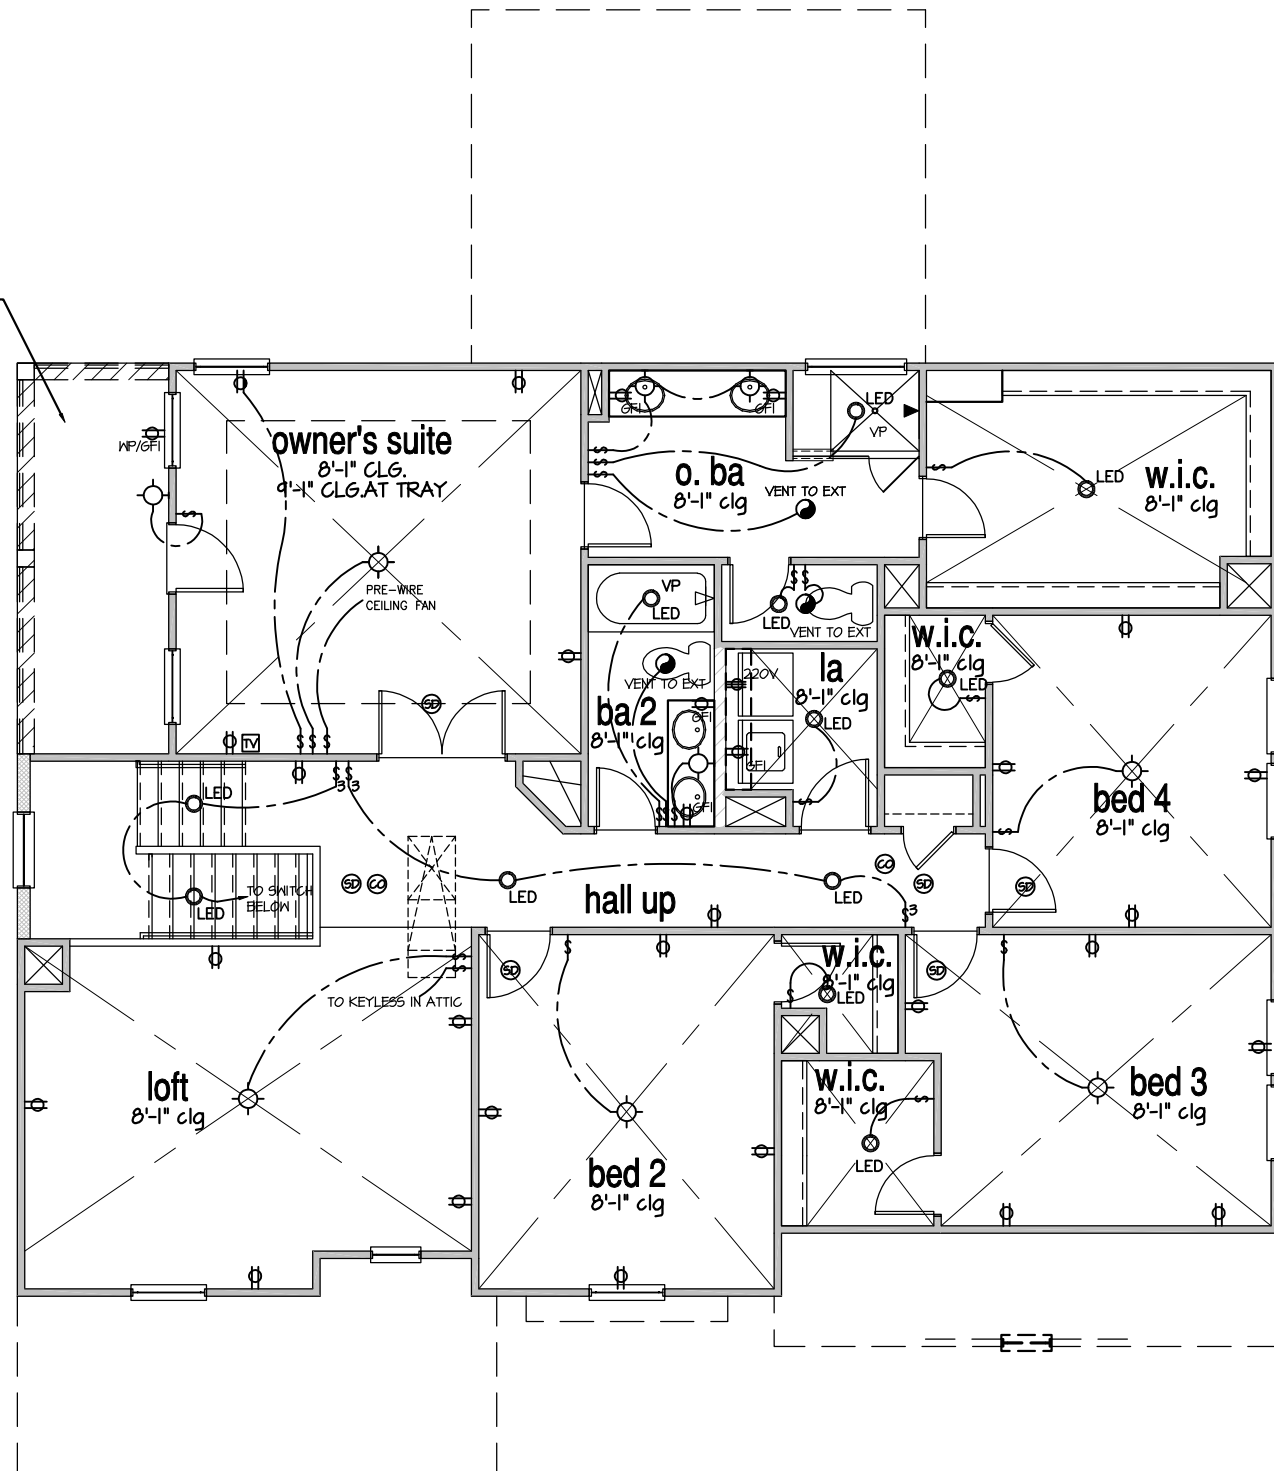 LED
GFI
GFI
VP
WP/GFI
owner's suite
8'-1" CLG.
9'-1" CLG.AT TRAY
o. ba
8'-1" clg
VENT TO EXT
LED
w.i.c.
8'-1" clg
PRE-WIRE
CEILING FAN
VP
LED
LED
VENT TO EXT
w.i.c.
8'-1" clg
LED
VENT TO EXT
220V
la
8'-1" clg
LED
SD
ba 2
8'-1" clg
GFI
TV
GFI
GFI
3
3
LED
bed 4
8'-1" clg
SD
CO
CO
SD
SD
TO SWITCH
BELOW
LED
LED
LED
hall up
3
w.i.c.
8'-1" clg
LED
SD
SD
TO KEYLESS IN ATTIC
loft
8'-1" clg
w.i.c.
8'-1" clg
bed 3
8'-1" clg
LED
bed 2
8'-1" clg